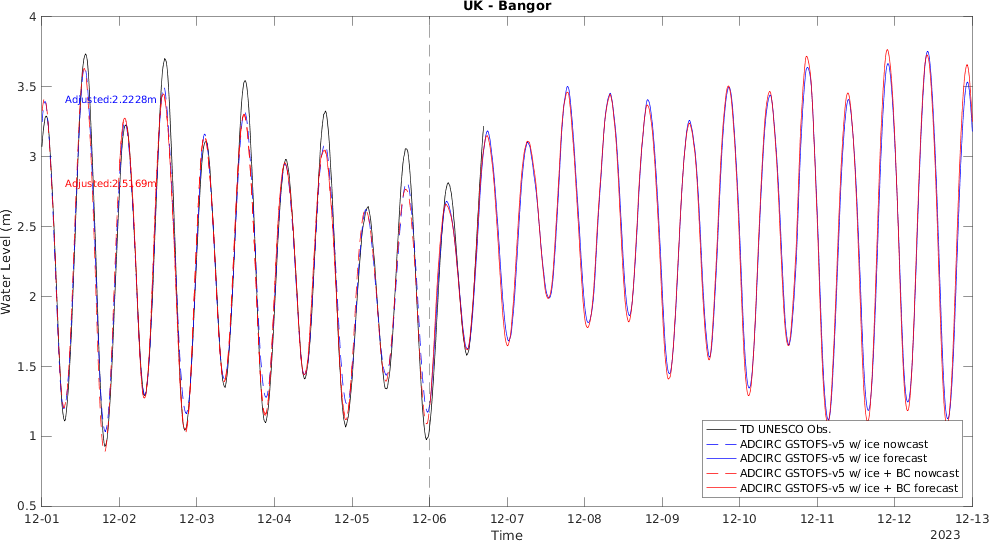 UK - Bangor
4
3.5
3
2.5
2
1.5
1
0.5
Water Level (m)
Adjusted:2.2228m
Adjusted:2.5369m
TD UNESCO Obs.
ADCIRC GSTOFS-v5 w/ ice nowcast
ADCIRC GSTOFS-v5 w/ ice forecast
ADCIRC GSTOFS-v5 w/ ice + BC nowcast
ADCIRC GSTOFS-v5 w/ ice + BC forecast
12-01 12-02 12-03 12-04 12-05 12-06 12-07 12-08 12-09 12-10 12-11 12-12 12-13
Time
2023